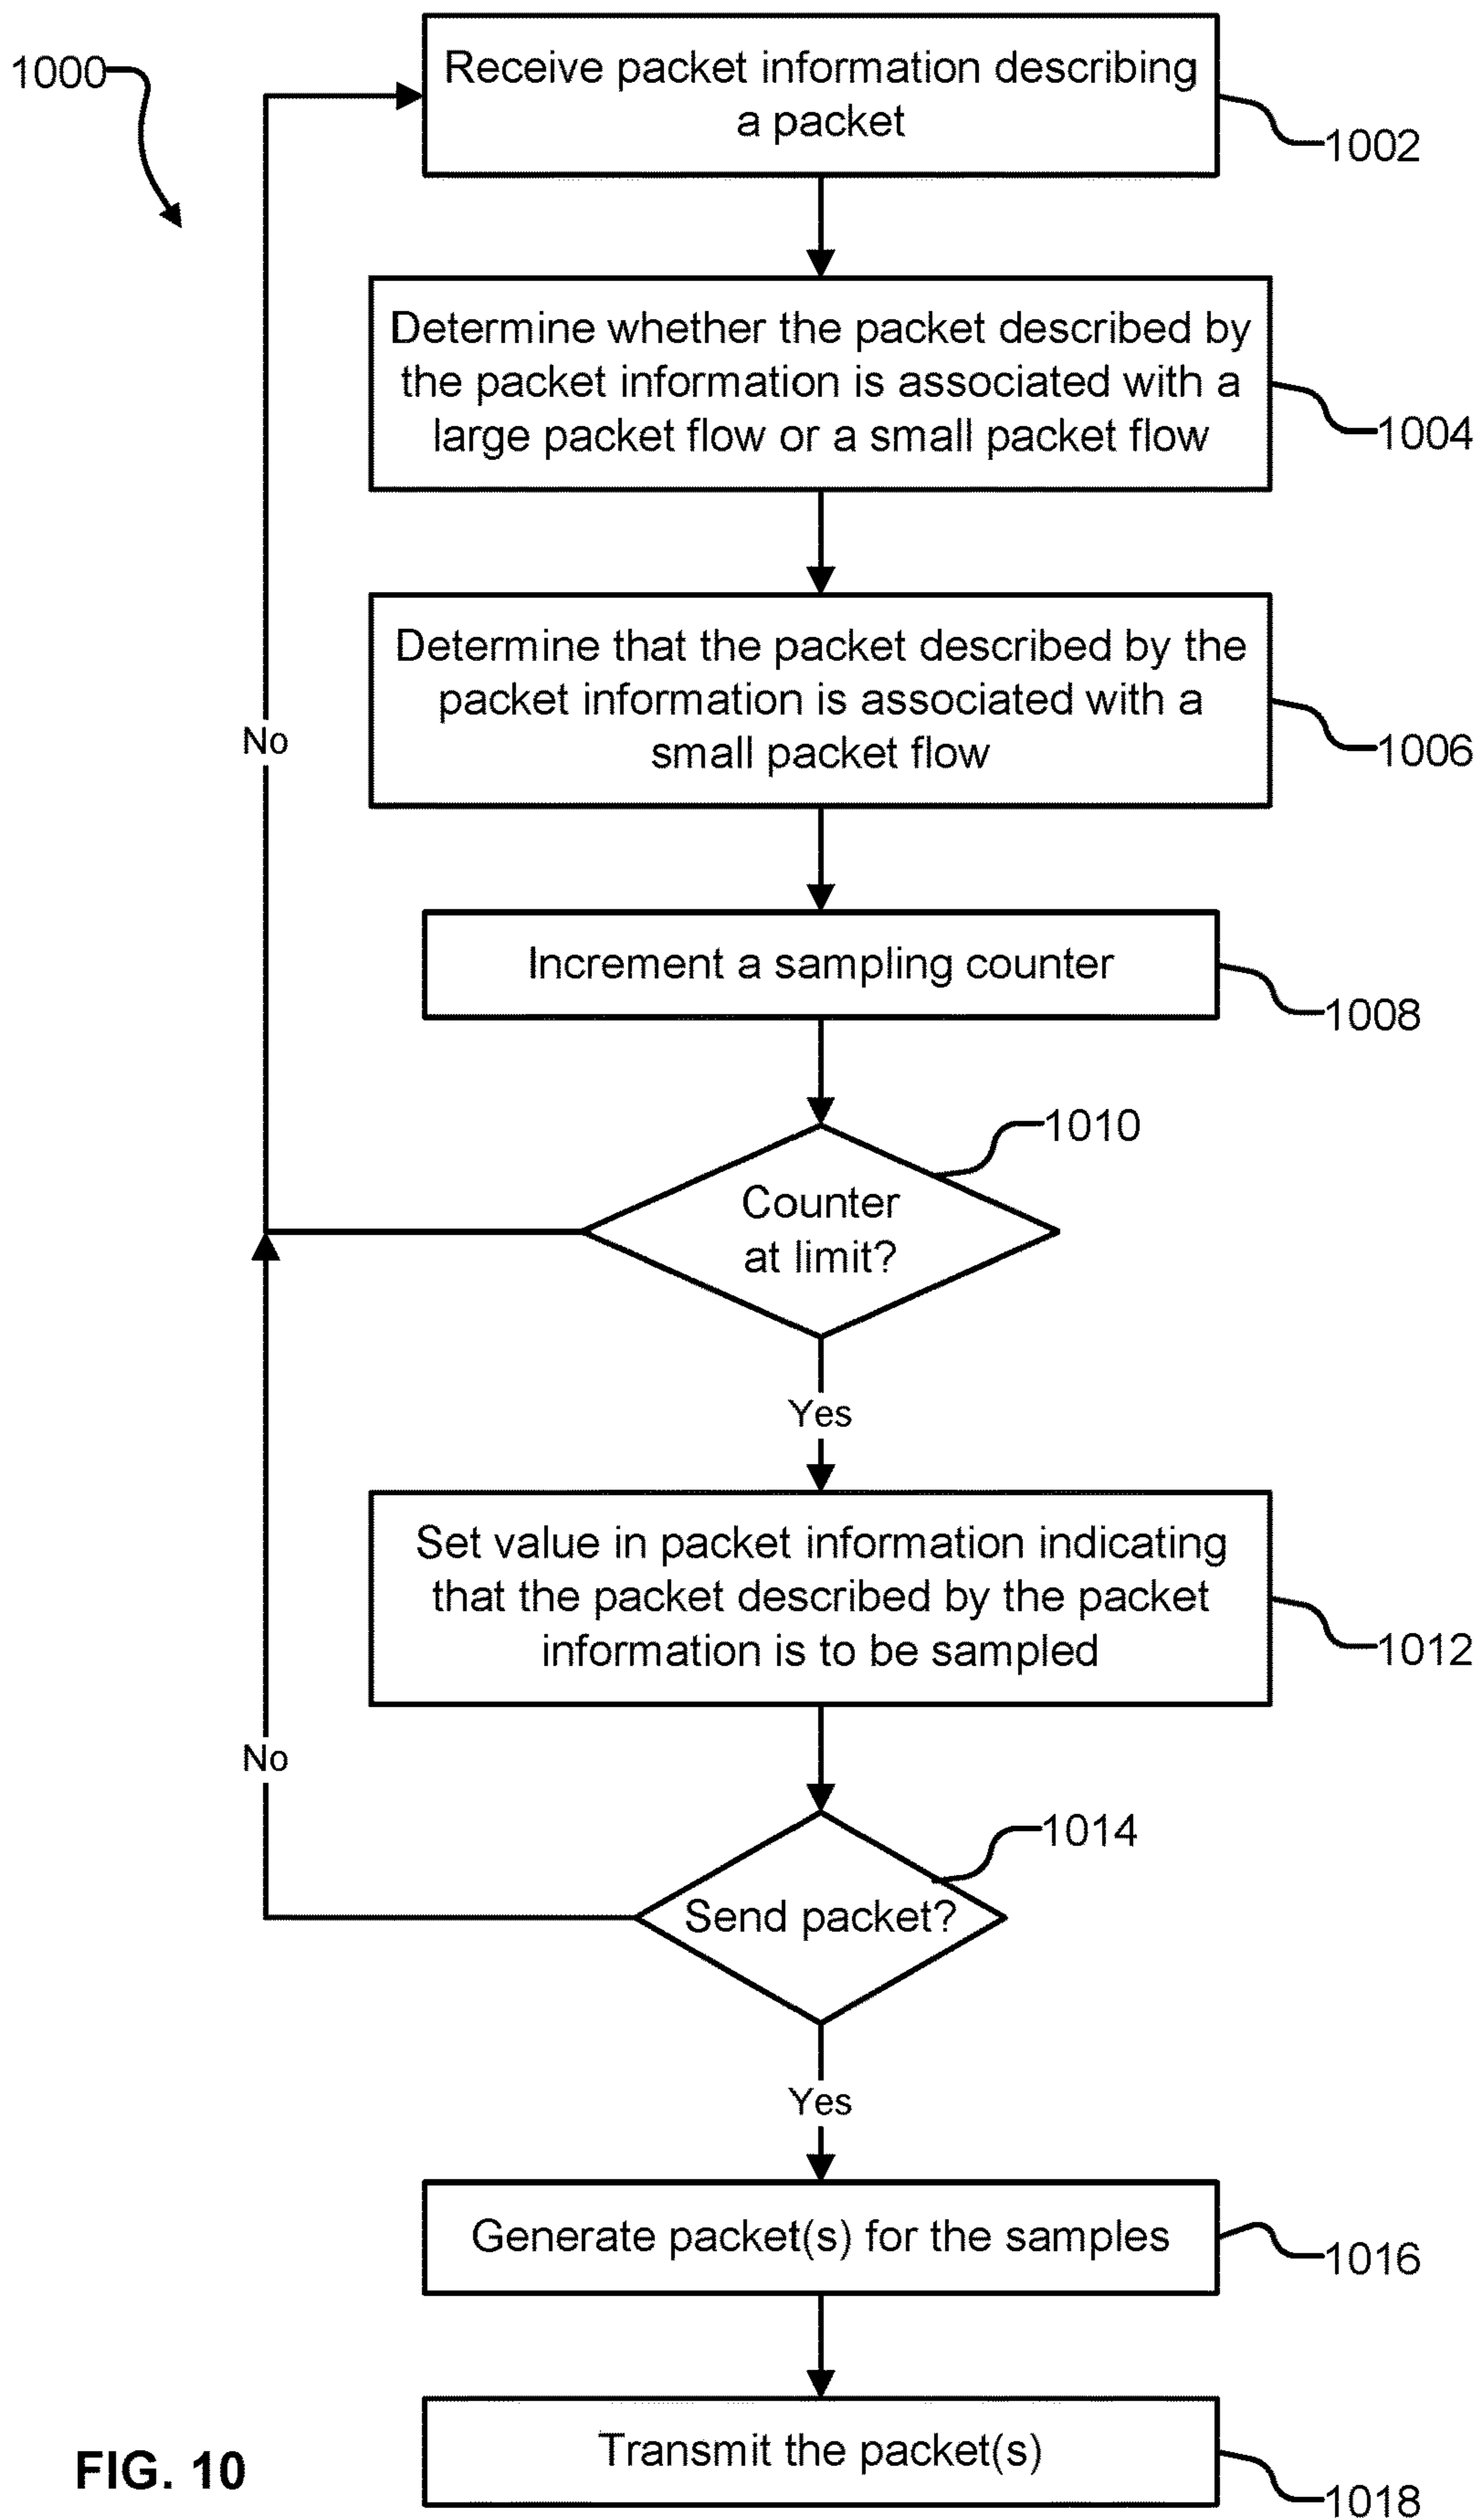 1000
Receive packet information describing
a packet
1002
Determine whether the packet described by
the packet information is associated with a
large packet flow or a small packet flow
1004
Determine that the packet described by the
packet information is associated with a
small packet flow
1006
No
Increment a sampling counter
1008
1010
Counter
at limit?
Yes
Set value in packet information indicating
that the packet described by the packet
information is to be sampled
1012
No
1014
Send packet?
Yes
Generate packet(s) for the samples
1016
Transmit the packet(s)
1018
FIG. 10